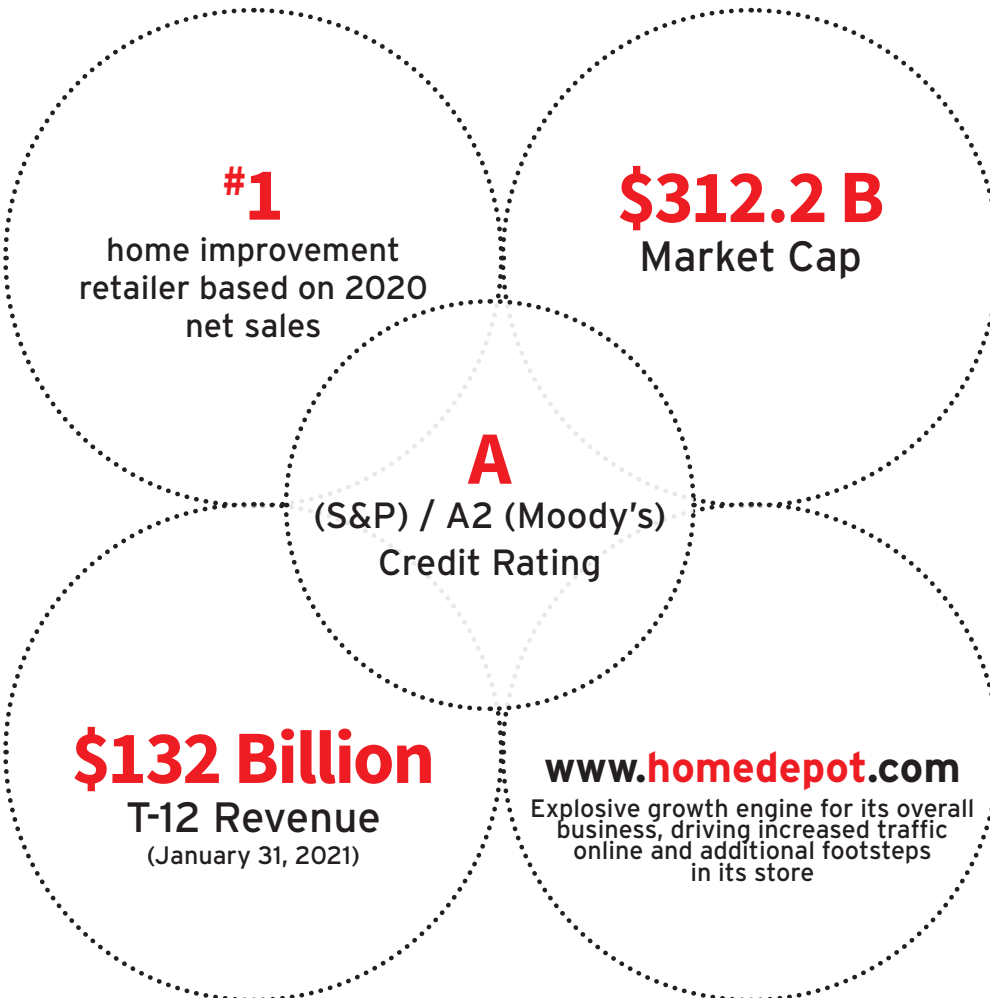 #1
home improvement
retailer based on 2020
net sales
$312.2 B
Market Cap
A
(S&P) / A2 (Moody’s)
Credit Rating
$132 Billion
T-12 Revenue
(January 31, 2021)
www.homedepot.com
Explosive growth engine for its overall
business, driving increased traffic
online and additional footsteps
in its store